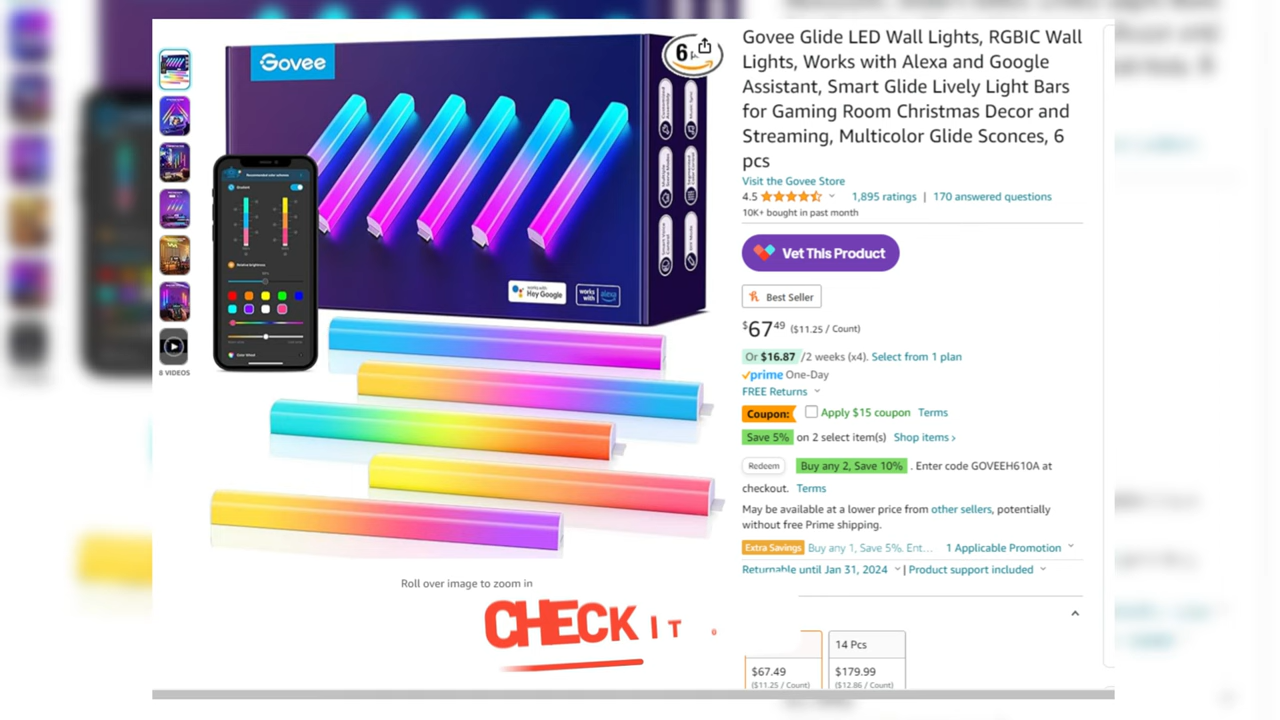 Govee
6
Govee Glide LED Wall Lights, RGBIC Wall
Lights, Works with Alexa and Google
Assistant, Smart Glide Lively Light Bars
for Gaming Room Christmas Decor and
Streaming, Multicolor Glide Sconces, 6
pcs
Visit the Govee Store
4.5 1,895 ratings | 170 answered questions
10K+ bought in past month
Vet This Product
Best Seller
$67 49 ($11.25 / Count)
Or $16.87 /2 weeks (x4). Select from 1 plan
prime One-Day
FREE Returns
Coupon: Apply $15 coupon Terms
Save 5% on 2 select item(s) Shop items ›
Redeem Buy any 2, Save 10% . Enter code GOVEEH610A at
checkout. Terms
May be available at a lower price from other sellers, potentially
without free Prime shipping.
Extra Savings Buy any 1, Save 5%. Ent... 1 Applicable Promotion
Returnable until Jan 31, 2024 | Product support included
14 Pcs
$67.49 $179.99
($11.25 / Count) ($12.86 / Count)
works with
Hey Google
works with alexa
8 VIDEOS
Roll over image to zoom in
CHECK IT